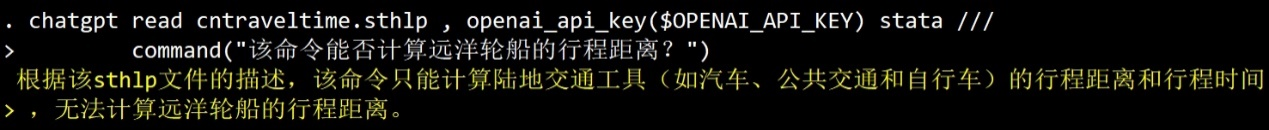 . chatgpt read cntraveltime.sthlp , openai_api_key($OPENAI_API_KEY) stata ///
>         command("该命令能否计算远洋轮船的行程距离？")
根据该sthlp文件的描述，该命令只能计算陆地交通工具（如汽车、公共交通和自行车）的行程距离和行程时间
> ，无法计算远洋轮船的行程距离。